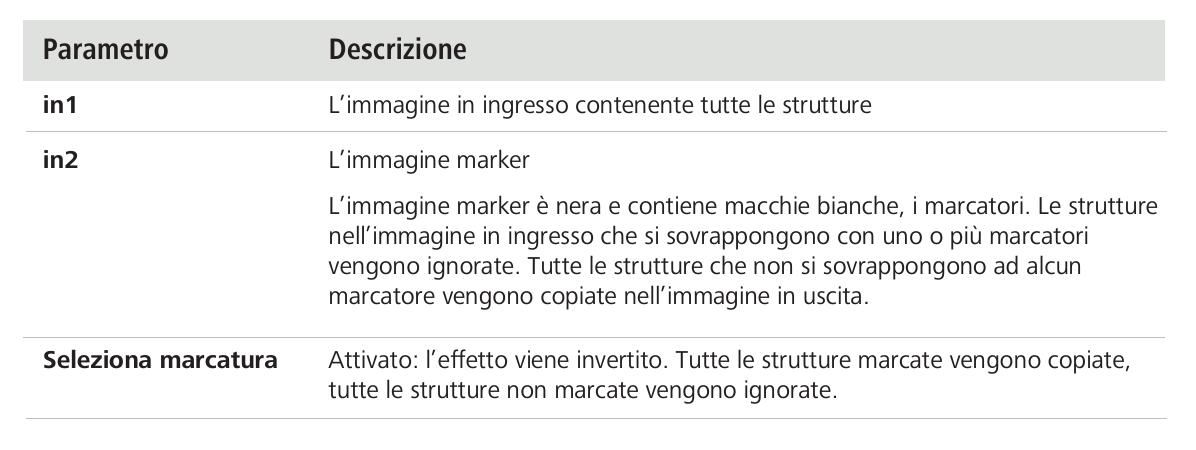 Parametro Descrizione
in1 L’immagine in ingresso contenente tutte le strutture
in2 L’immagine marker
L’immagine marker è nera e contiene macchie bianche, i marcatori. Le strutture
nell’immagine in ingresso che si sovrappongono con uno o più marcatori
vengono ignorate. Tutte le strutture che non si sovrappongono ad alcun
marcatore vengono copiate nell’immagine in uscita.
Seleziona marcatura Attivato: l’effetto viene invertito. Tutte le strutture marcate vengono copiate,
tutte le strutture non marcate vengono ignorate.